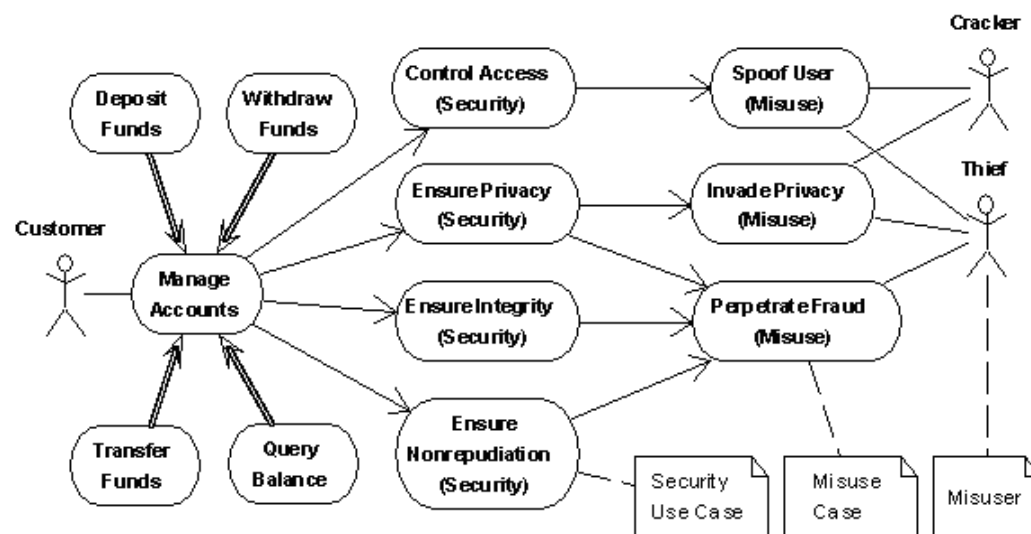 Cracker
Control Access
(Security)
Spoof User
(Misuse)
Deposit
Funds
Withdraw
Funds
Ensure Privacy
(Security)
Invade Privacy
(Misuse)
Thief
Customer
Manage
Accounts
Ensure Integrity
(Security)
Perpetrate Fraud
(Misuse)
Transfer
Funds
Query
Balance
Ensure
Nonrepudiation
(Security)
Security
Use Case
Misuse
Case
Misuser